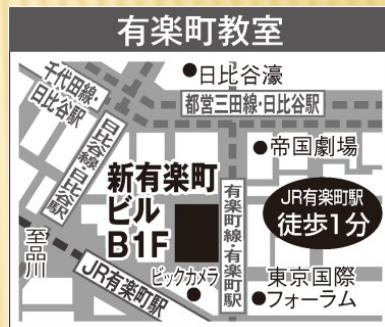 有楽町教室
千代田線・
日比谷駅
日比谷濠
都営三田線・日比谷駅
日比谷線 日比谷駅
帝国劇場
新有楽町
ビル
B1F
有楽町線・有楽町駅
JR有楽町駅
徒歩1分
至品川
JR有楽町駅
ビックカメラ
東京国際
フォーラム